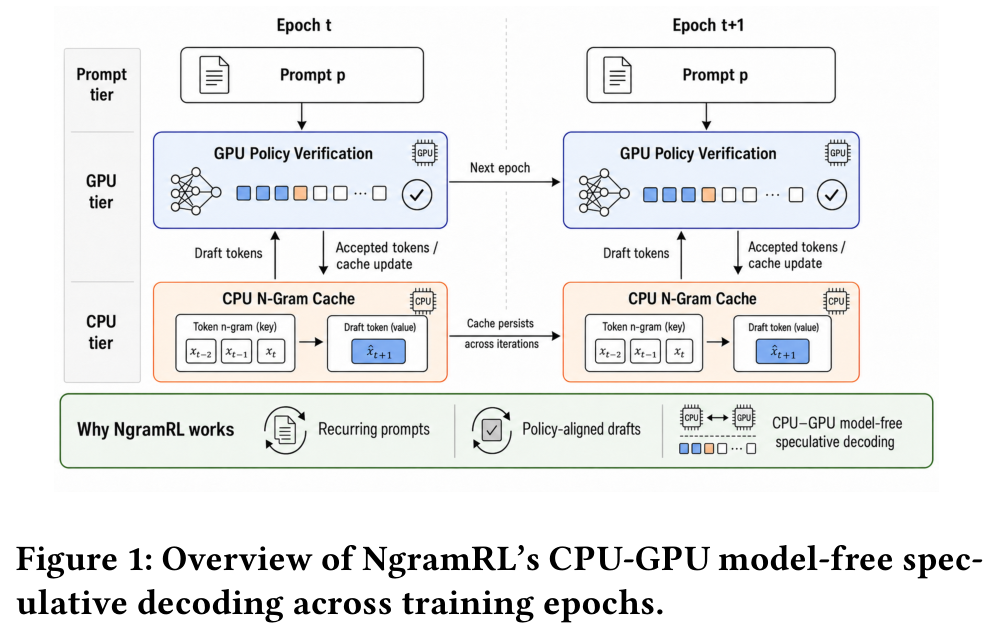 Epoch t
Epoch t+1
Prompt
tier
Prompt p
Prompt p
GPU
tier
GPU Policy Verification
GPU
...
Next epoch
GPU Policy Verification
GPU
...
Draft tokens
Accepted tokens /
cache update
Draft tokens
Accepted tokens /
cache update
CPU
tier
CPU N-Gram Cache
CPU
Token n-gram (key)
x_{t-2} x_{t-1} x_t
Draft token (value)
x̂_{t+1}
Cache persists
across iterations
CPU N-Gram Cache
CPU
Token n-gram (key)
x_{t-2} x_{t-1} x_t
Draft token (value)
x̂_{t+1}
Why NgramRL works
Recurring prompts
Policy-aligned drafts
CPU GPU
...
CPU–GPU model-free
speculative decoding
Figure 1: Overview of NgramRL's CPU-GPU model-free spec-
ulative decoding across training epochs.